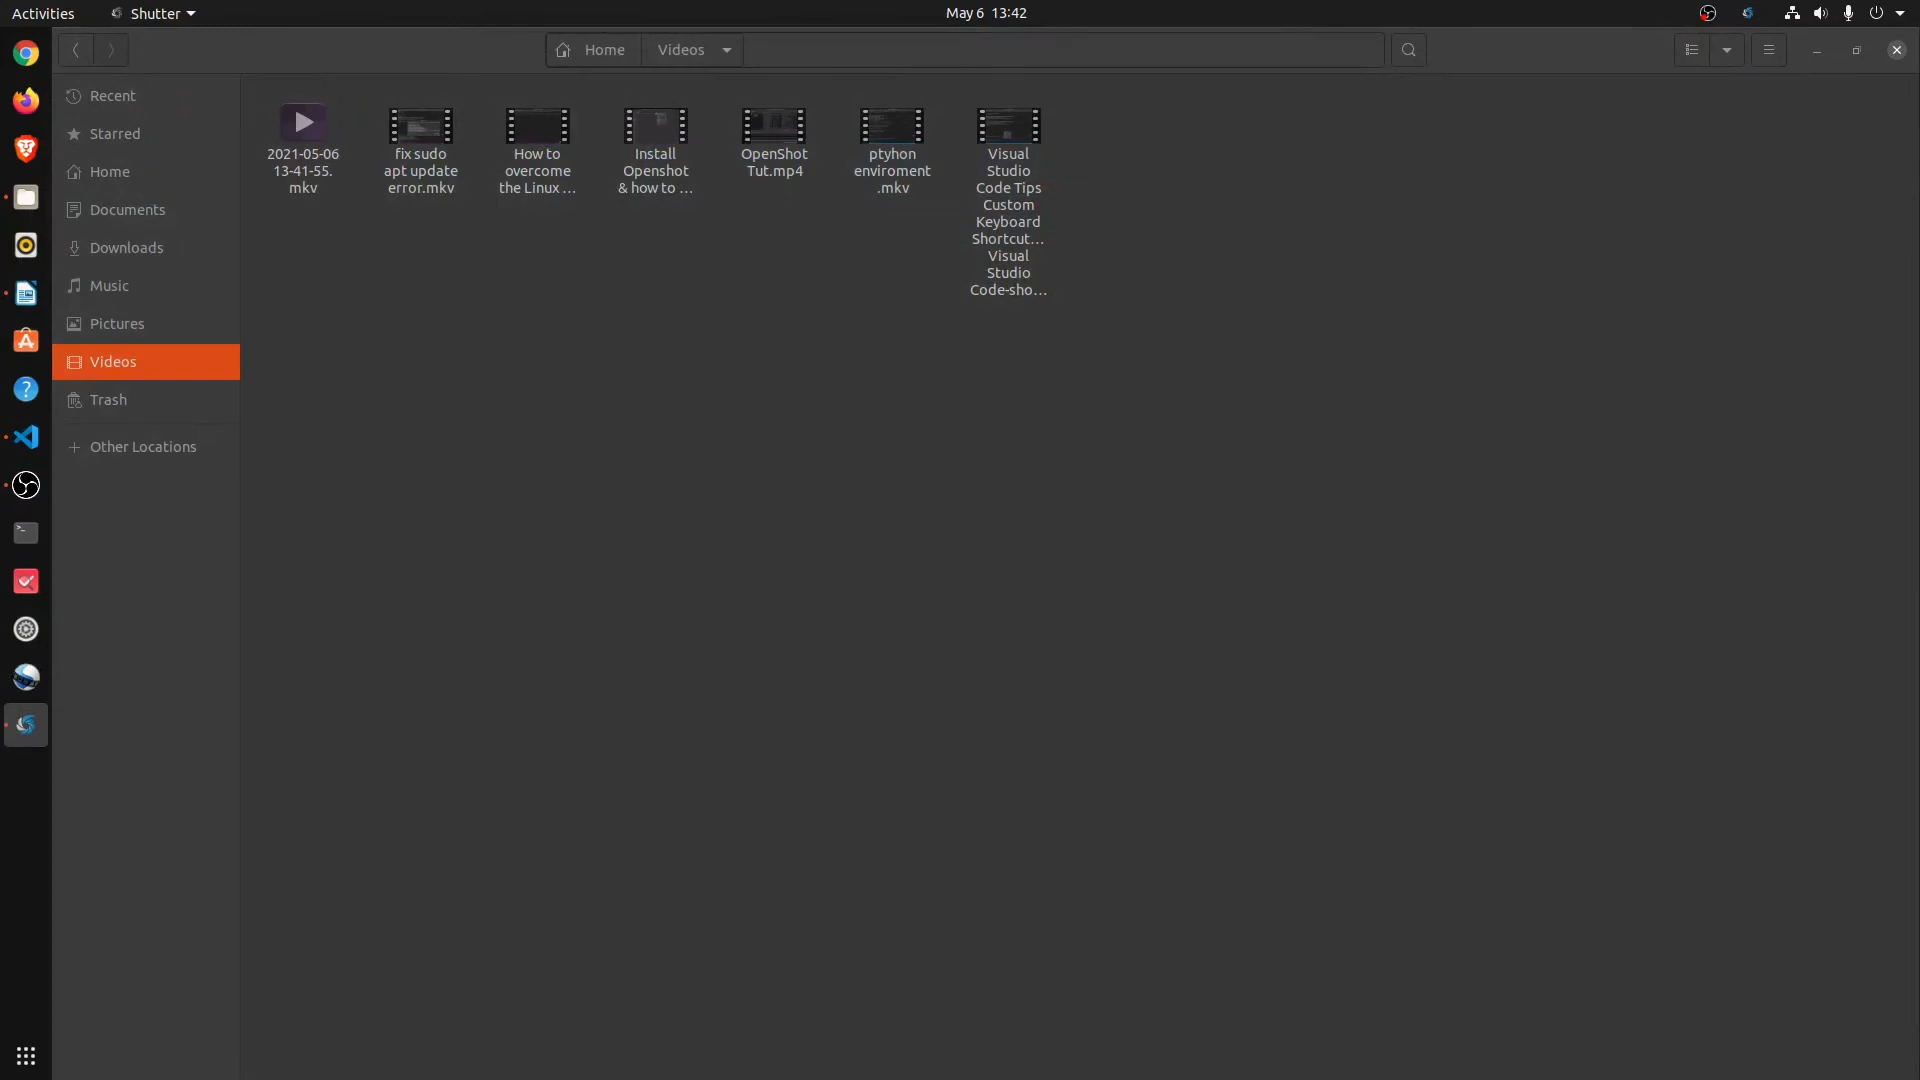 Activities
Shutter
May 6 13:42
Home
Videos
Recent
Starred
Home
Documents
Downloads
Music
Pictures
Videos
Trash
Other Locations
2021-05-06
13-41-55.
mkv
fix sudo
apt update
error.mkv
How to
overcome
the Linux ...
Install
Openshot
& how to ...
OpenShot
Tut.mp4
ptyhon
enviroment
.mkv
Visual
Studio
Code Tips
Custom
Keyboard
Shortcut...
Visual
Studio
Code-sho...